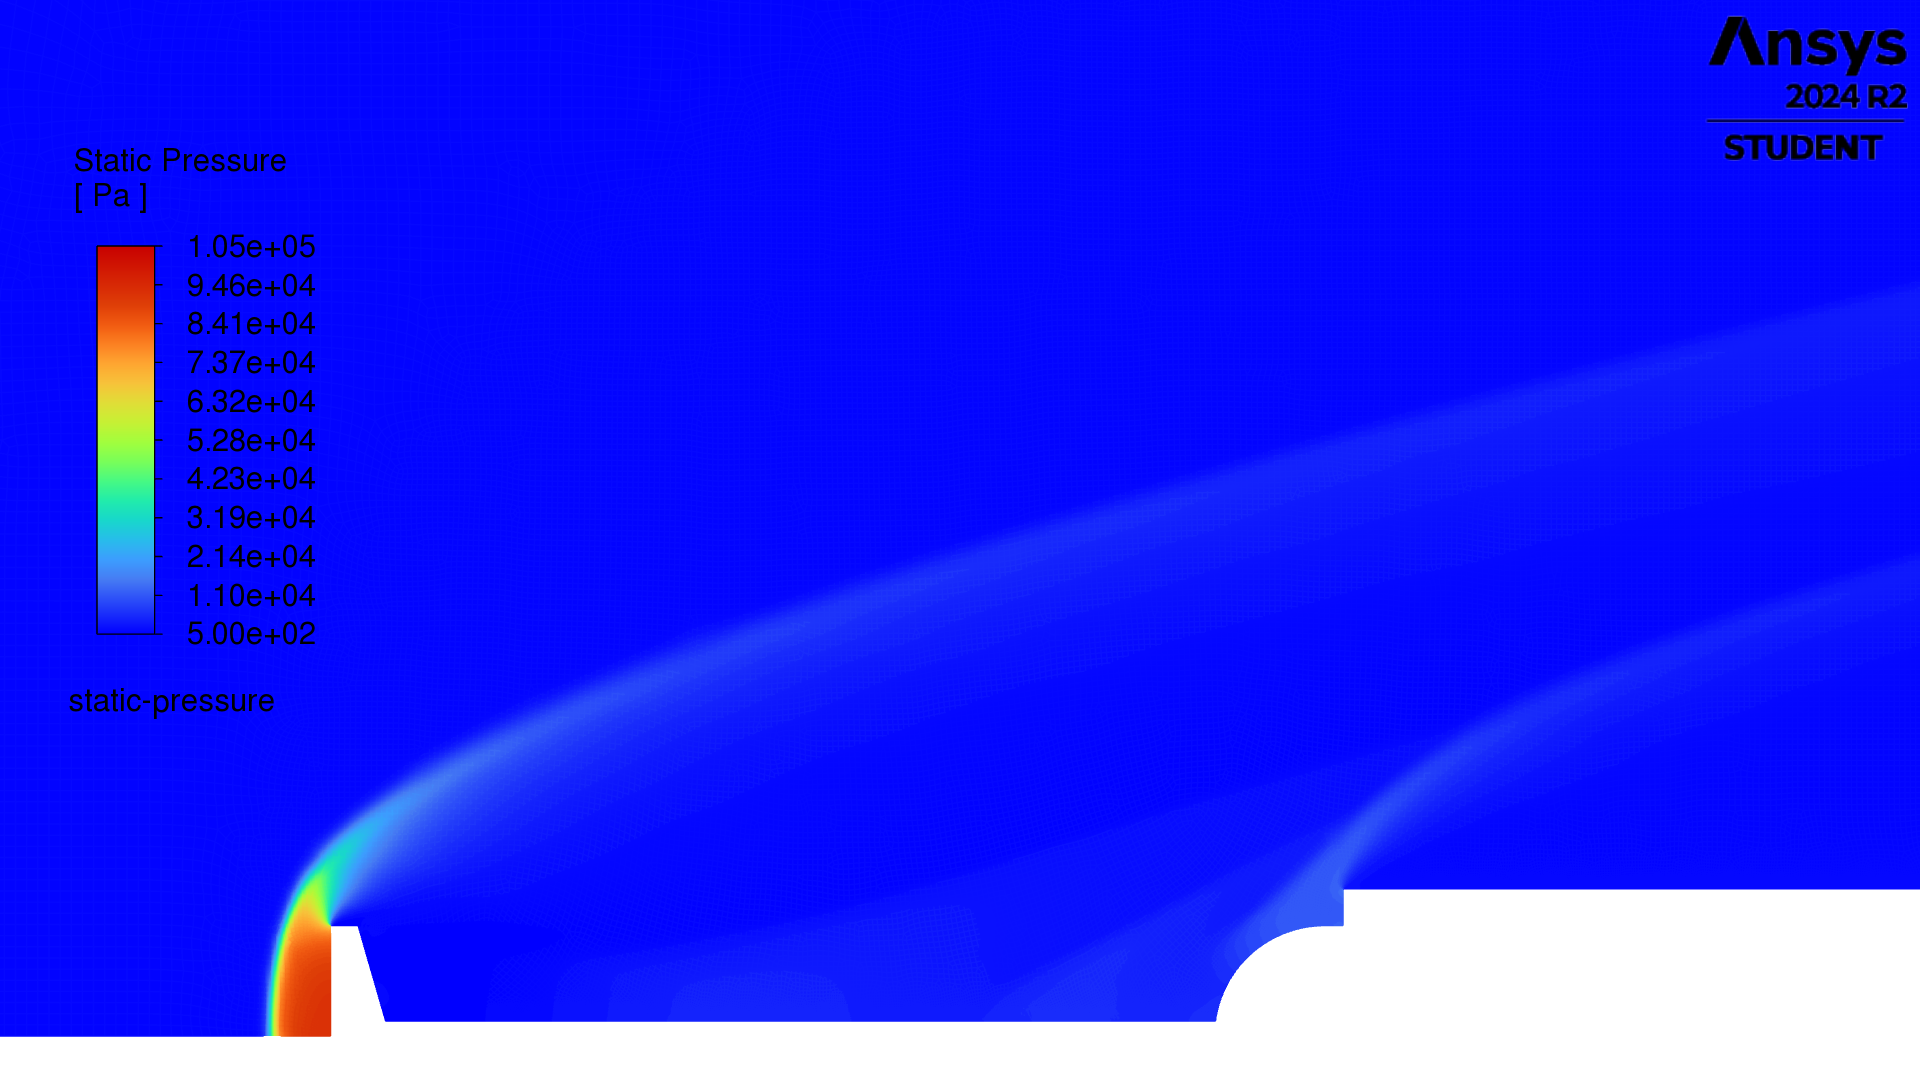 Ansys
2024 R2
STUDENT
Static Pressure
[ Pa ]
1.05e+05
9.46e+04
8.41e+04
7.37e+04
6.32e+04
5.28e+04
4.23e+04
3.19e+04
2.14e+04
1.10e+04
5.00e+02
static-pressure